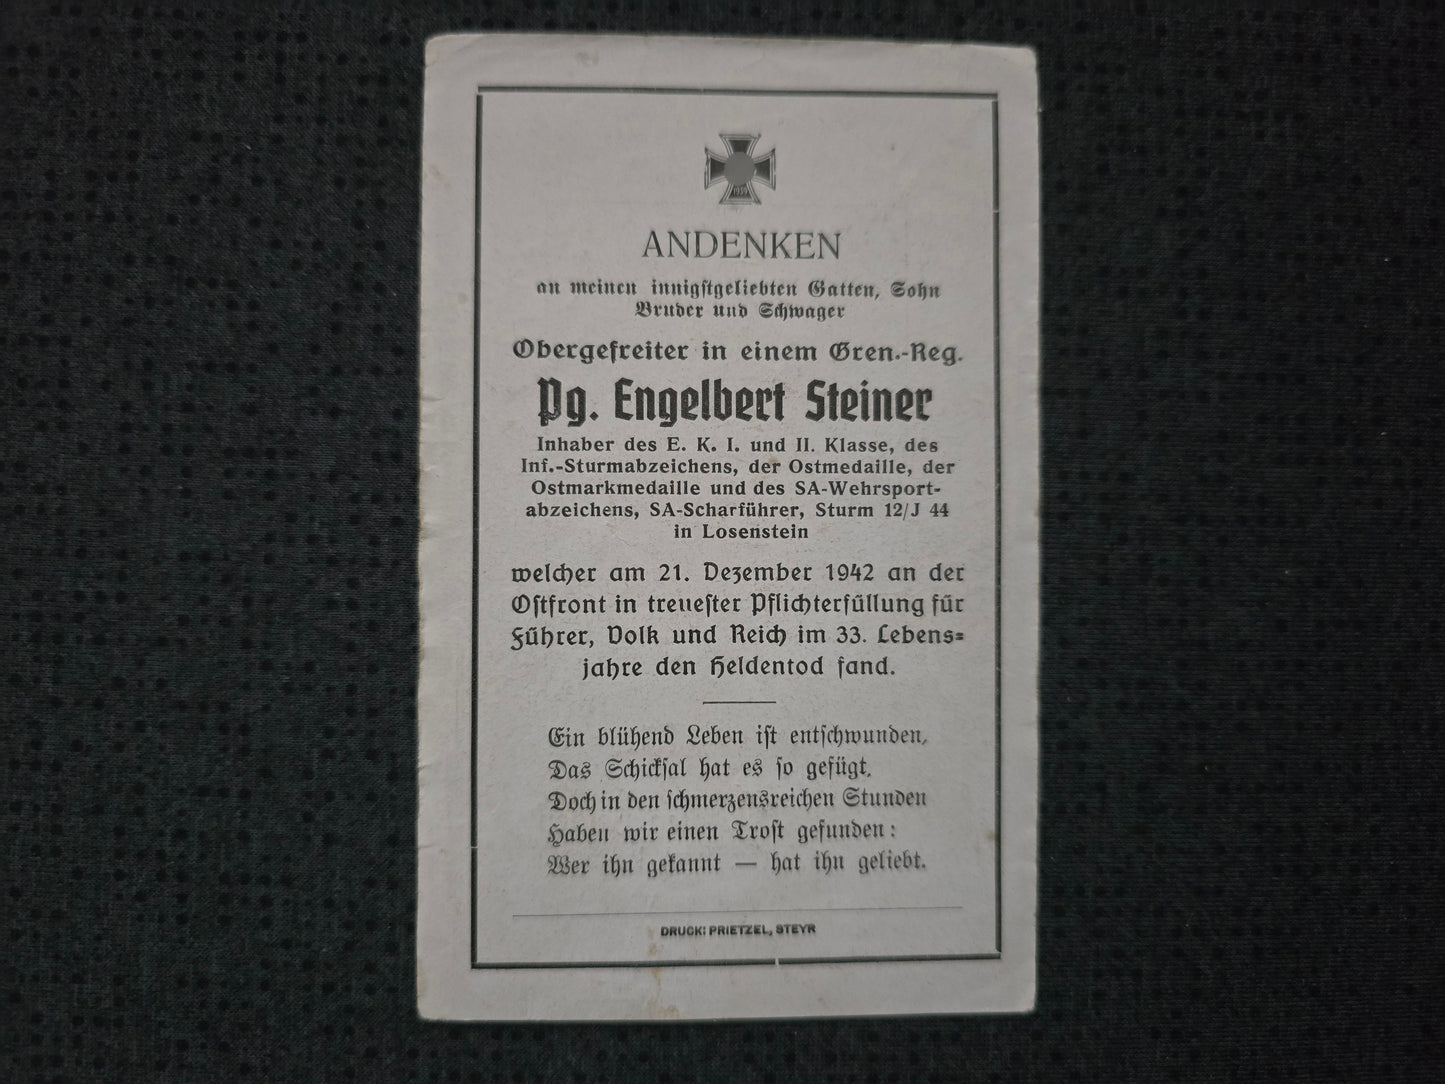 1939
ANDENKEN
an meinen innigstgeliebten Gatten, Sohn
Bruder und Schwager
Obergefreiter in einem Gren.-Reg.
Pg. Engelbert Steiner
Inhaber des E. K. I. und II. Klasse, des
Inf.-Sturmabzeichens, der Ostmedaille, der
Ostmarkmedaille und des SA-Wehrsport-
abzeichens, SA-Scharführer, Sturm 12/J 44
in Losenstein
welcher am 21. Dezember 1942 an der
Ostfront in treuester Pflichterfüllung für
Führer, Volk und Reich im 33. Lebens=
jahre den Heldentod fand.
Ein blühend Leben ist entschwunden,
Das Schicksal hat es so gefügt,
Doch in den schmerzensreichen Stunden
Haben wir einen Trost gefunden:
Wer ihn gekannt — hat ihn geliebt.
DRUCK: PRIETZEL, STEYR